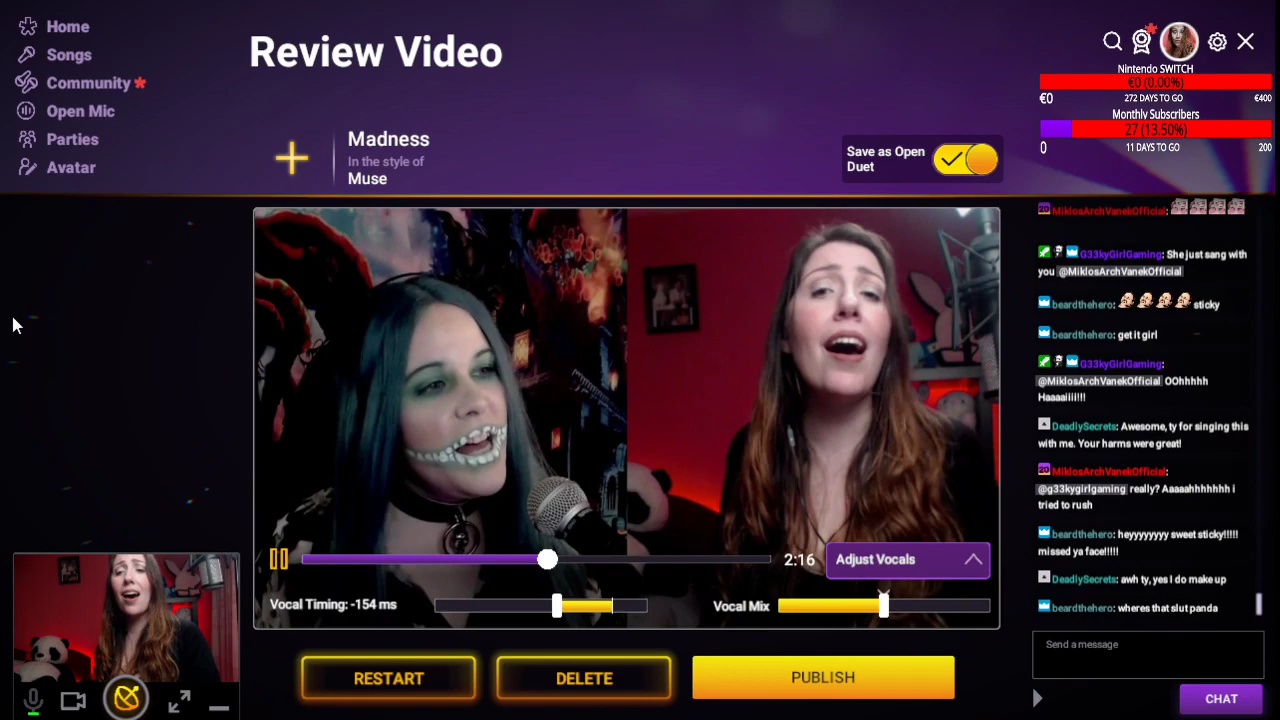 Home
Songs
Community
Open Mic
Parties
Avatar
Review Video
Madness
In the style of
Muse
Save as Open
Duet
Nintendo SWITCH
€0 (0.00%)
€0 272 DAYS TO GO €400
Monthly Subscribers
27 (13.50%)
0 11 DAYS TO GO 200
MiklosArchVanekOfficial:
G33kyGirlGaming: She just sang with
you @MiklosArchVanekOfficial
beardthehero: sticky
beardthehero: get it girl
G33kyGirlGaming:
@MiklosArchVanekOfficial OOhhhhh
Haaaaiiii!!!
DeadlySecrets: Awesome, ty for singing this
with me. Your harms were great!
MiklosArchVanekOfficial:
@g33kygirlgaming really? Aaaaahhhhhhh i
tried to rush
beardthehero: heyyyyyyy sweet sticky!!!!!
missed ya face!!!!!
DeadlySecrets: awh ty, yes I do make up
beardthehero: wheres that slut panda
Send a message
CHAT
2:16
Adjust Vocals
Vocal Timing: -154 ms
Vocal Mix
RESTART
DELETE
PUBLISH